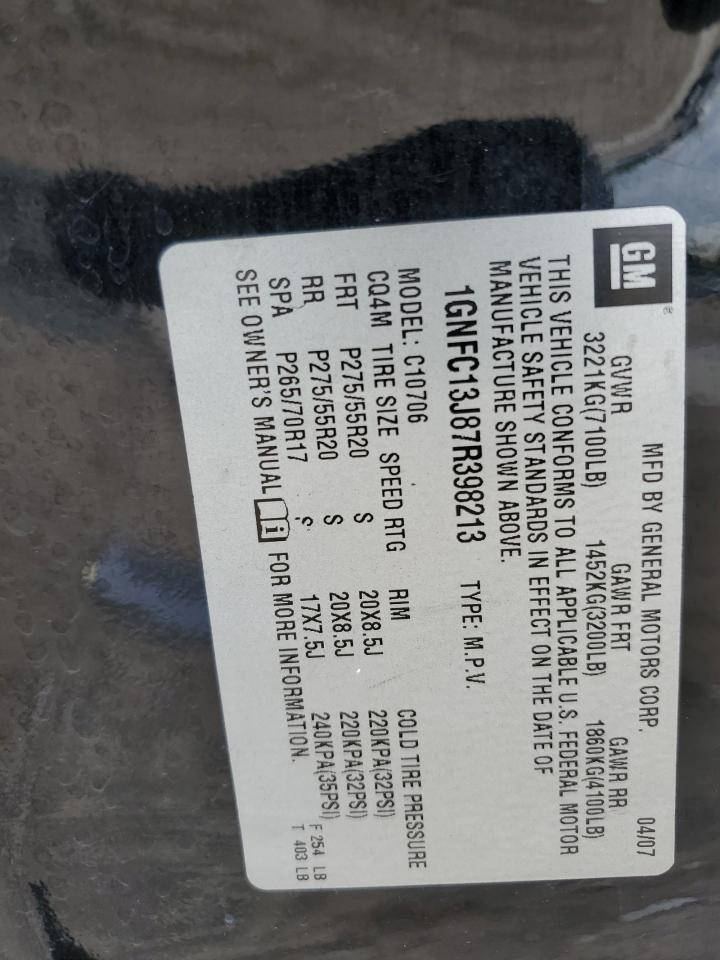 GM®
MFD BY GENERAL MOTORS CORP. 04/07
GVWR GAWR FRT GAWR RR
3221KG(7100LB) 1452KG(3200LB) 1860KG(4100LB)
THIS VEHICLE CONFORMS TO ALL APPLICABLE U.S. FEDERAL MOTOR
VEHICLE SAFETY STANDARDS IN EFFECT ON THE DATE OF
MANUFACTURE SHOWN ABOVE.
1GNFC13J87R398213 TYPE: M.P.V.
MODEL: C10706
CQ4M TIRE SIZE SPEED RTG RIM COLD TIRE PRESSURE
FRT P275/55R20 S 20X8.5J 220KPA(32PSI)
RR P275/55R20 S 20X8.5J 220KPA(32PSI)
SPA P265/70R17 S 17X7.5J 240KPA(35PSI)
SEE OWNER'S MANUAL i FOR MORE INFORMATION.
F 254 LB
T 403 LB